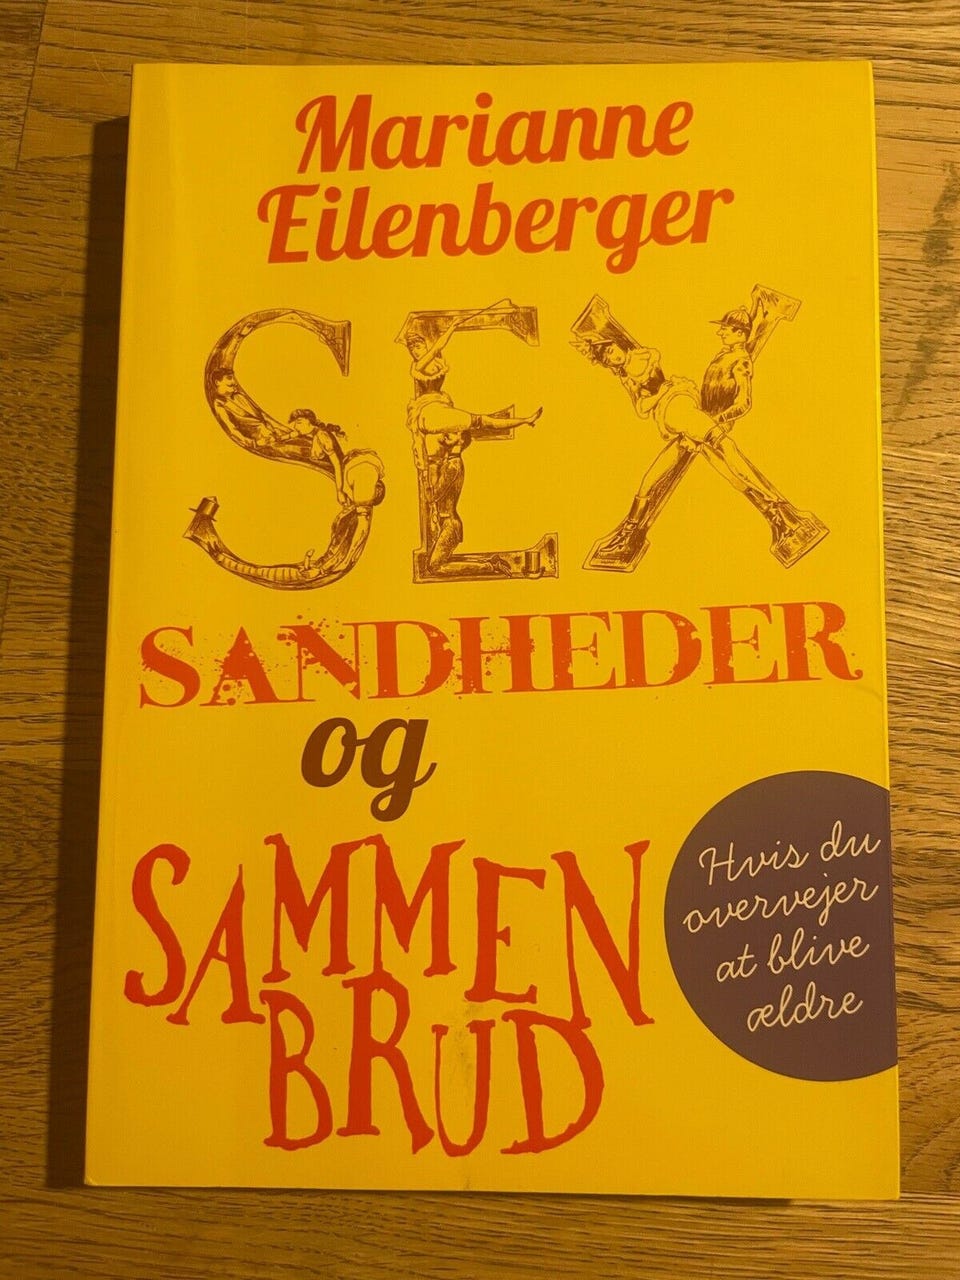 Marianne
Eilenberger
SEX
SANDHEDER
og
SAMMEN
BRUD
Hvis du
overvejer
at blive
ældre